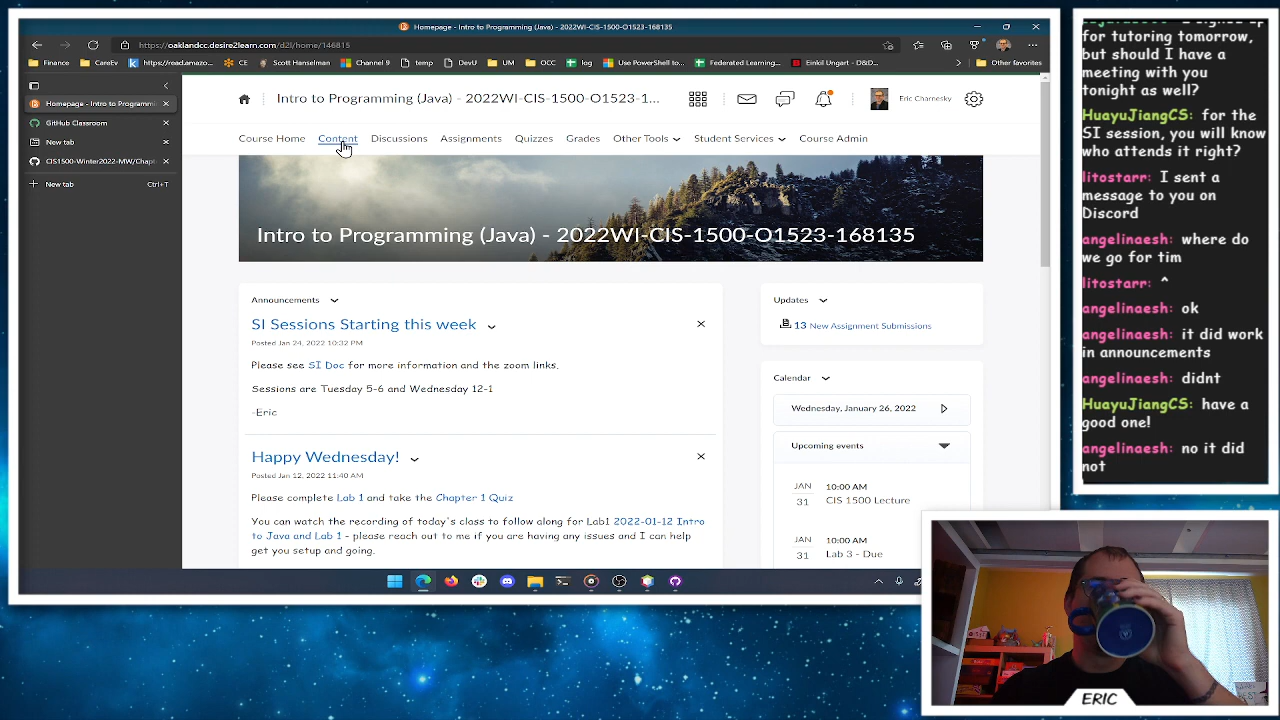 Homepage - Intro to Programming (Java) - 2022WI-CIS-1500-O1523-168135
https://oaklandcc.desire2learn.com/d2l/home/146815
Finance
CareEv
https://road.amazo...
CE
Scott Hanselman
Channel 9
temp
DevU
UM
OCC
log
Use PowerShell to...
Federated Learning...
Einkil Ungart - D&D...
Other favorites
Homepage - Intro to Programmin
GitHub Classroom
New tab
CIS1500-Winter2022-MW/Chapt
New tab
Ctrl+T
Intro to Programming (Java) - 2022WI-CIS-1500-O1523-1...
Eric Charnesky
Course Home
Content
Discussions
Assignments
Quizzes
Grades
Other Tools
Student Services
Course Admin
Intro to Programming (Java) - 2022WI-CIS-1500-O1523-168135
Announcements
SI Sessions Starting this week
Posted Jan 24, 2022 10:32 PM
Please see SI Doc for more information and the zoom links.
Sessions are Tuesday 5-6 and Wednesday 12-1
-Eric
Happy Wednesday!
Posted Jan 12, 2022 11:40 AM
Please complete Lab 1 and take the Chapter 1 Quiz
You can watch the recording of today's class to follow along for Lab1 2022-01-12 Intro
to Java and Lab 1 - please reach out to me if you are having any issues and I can help
get you setup and going.
Updates
13 New Assignment Submissions
Calendar
Wednesday, January 26, 2022
Upcoming events
JAN
31
10:00 AM
CIS 1500 Lecture
JAN
31
10:00 AM
Lab 3 - Due
for tutoring tomorrow,
but should I have a
meeting with you
tonight as well?
HuayuJiangCS: for the
SI session, you will know
who attends it right?
litostarr: I sent a
message to you on
Discord
angelinaesh: where do
we go for tim
litostarr: ^
angelinaesh: ok
angelinaesh: it did work
in announcements
angelinaesh: didnt
HuayuJiangCS: have a
good one!
angelinaesh: no it did
not
ERIC